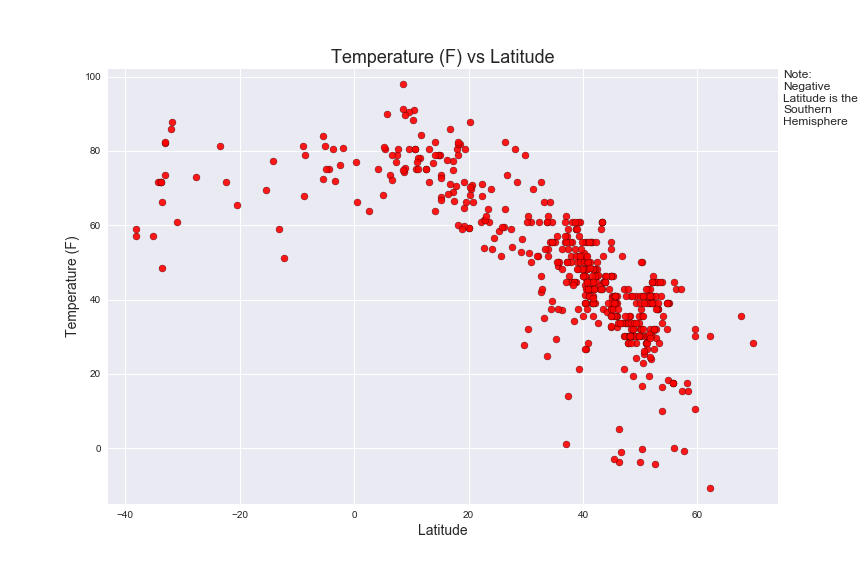 Temperature (F) vs Latitude
Note:
Negative
Latitude is the
Southern
Hemisphere
100
80
60
40
20
0
Temperature (F)
−40
−20
0
20
40
60
Latitude